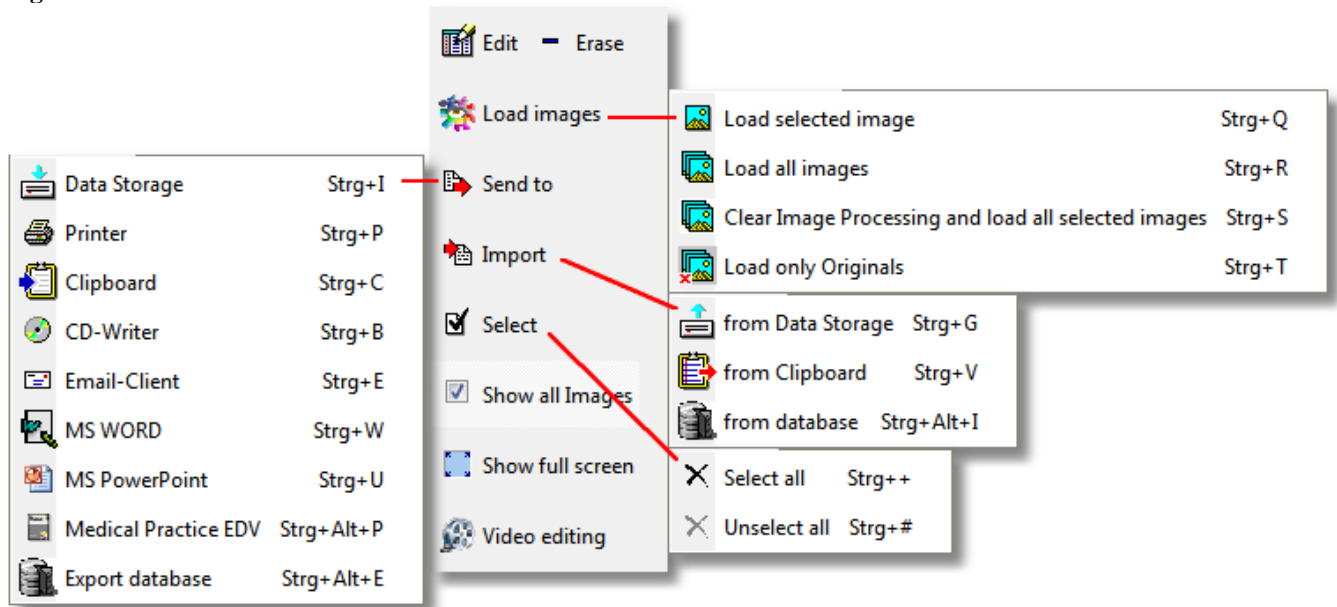 Edit – Erase
Load images
Send to
Import
Select
Show all Images
Show full screen
Video editing
Data Storage Strg+I
Printer Strg+P
Clipboard Strg+C
CD-Writer Strg+B
Email-Client Strg+E
MS WORD Strg+W
MS PowerPoint Strg+U
Medical Practice EDV Strg+Alt+P
Export database Strg+Alt+E
Load selected image Strg+Q
Load all images Strg+R
Clear Image Processing and load all selected images Strg+S
Load only Originals Strg+T
from Data Storage Strg+G
from Clipboard Strg+V
from database Strg+Alt+I
Select all Strg++
Unselect all Strg+#